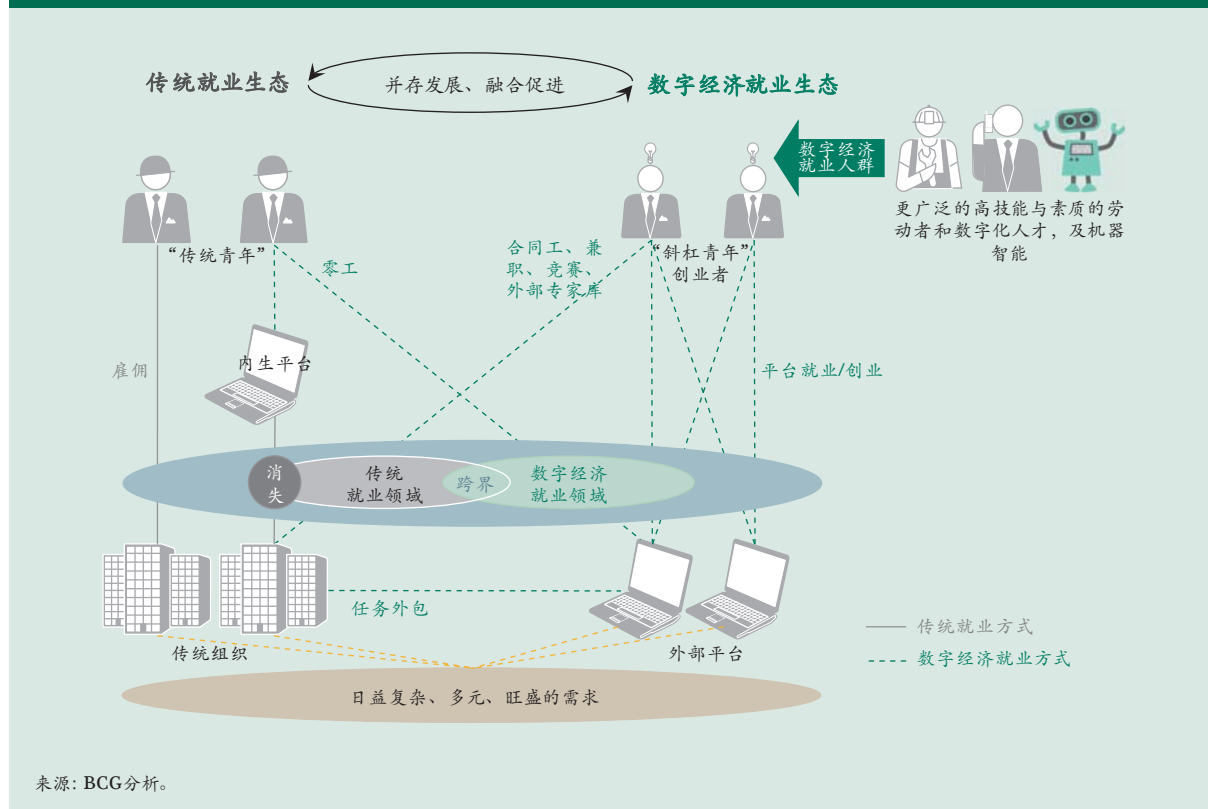 传统就业生态
并存发展、融合促进
数字经济就业生态
数字经济
就业人群
更广泛的高技能与素质的劳
动者和数字化人才，及机器
智能
“传统青年”
“斜杠青年”
创业者
零工
合同工、兼
职、竞赛、
外部专家库
雇佣
内生平台
平台就业/创业
消
失
传统
就业领域
跨界
数字经济
就业领域
任务外包
传统组织
外部平台
传统就业方式
数字经济就业方式
日益复杂、多元、旺盛的需求
来源：BCG分析。